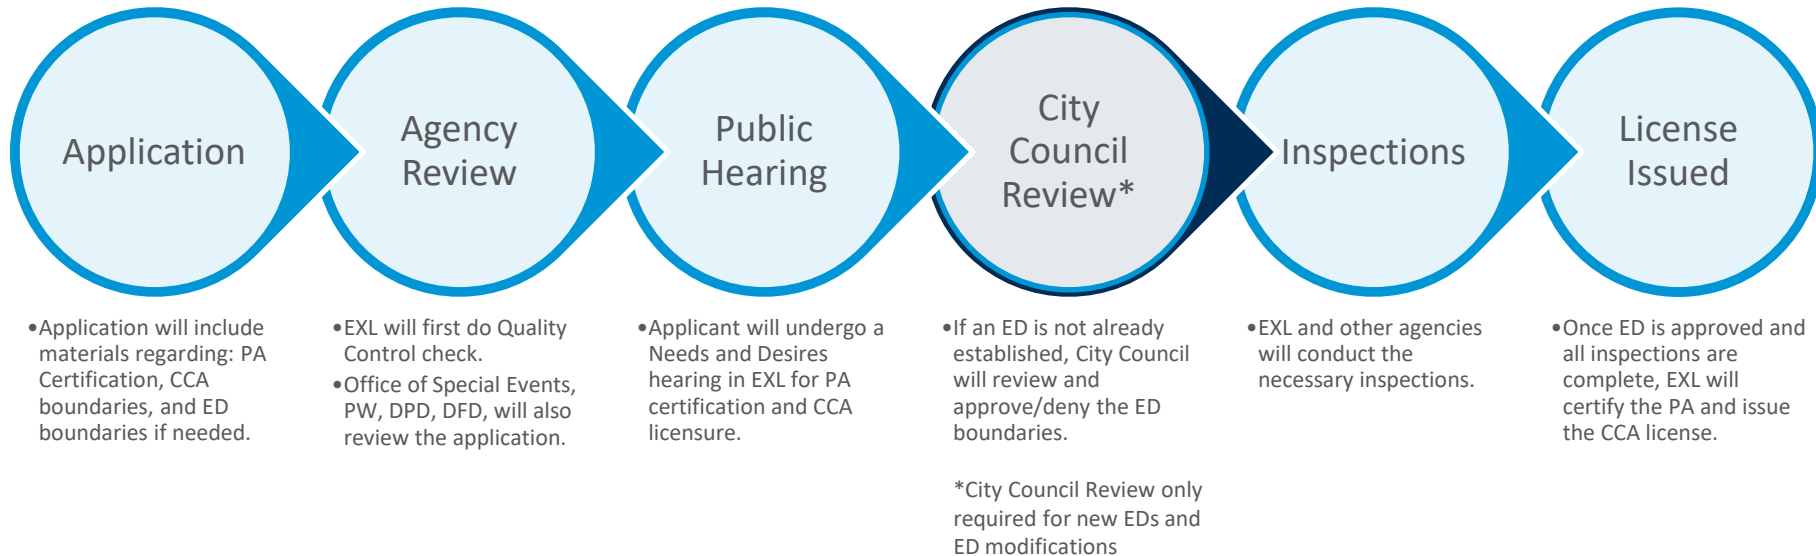 Application
Agency
Review
Public
Hearing
City
Council
Review*
Inspections
License
Issued
•Application will include
materials regarding: PA
Certification, CCA
boundaries, and ED
boundaries if needed.
•EXL will first do Quality
Control check.
•Office of Special Events,
PW, DPD, DFD, will also
review the application.
•Applicant will undergo a
Needs and Desires
hearing in EXL for PA
certification and CCA
licensure.
•If an ED is not already
established, City Council
will review and
approve/deny the ED
boundaries.
*City Council Review only
required for new EDs and
ED modifications
•EXL and other agencies
will conduct the
necessary inspections.
•Once ED is approved and
all inspections are
complete, EXL will
certify the PA and issue
the CCA license.